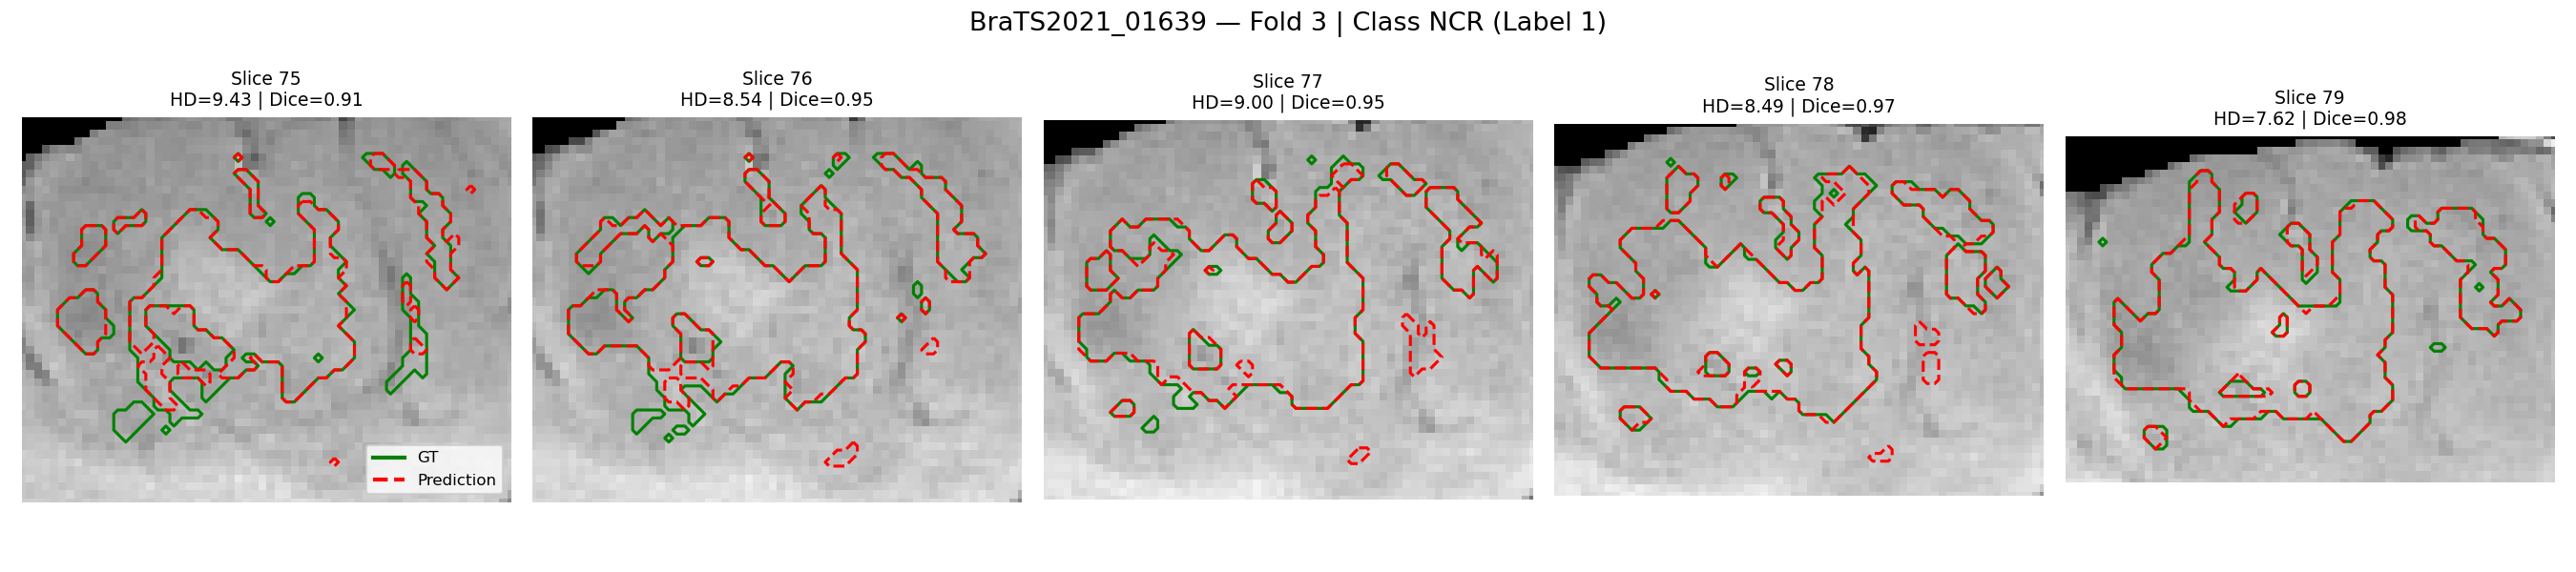 BraTS2021_01639 — Fold 3 | Class NCR (Label 1)
Slice 75
HD=9.43 | Dice=0.91
Slice 76
HD=8.54 | Dice=0.95
Slice 77
HD=9.00 | Dice=0.95
Slice 78
HD=8.49 | Dice=0.97
Slice 79
HD=7.62 | Dice=0.98
GT
Prediction